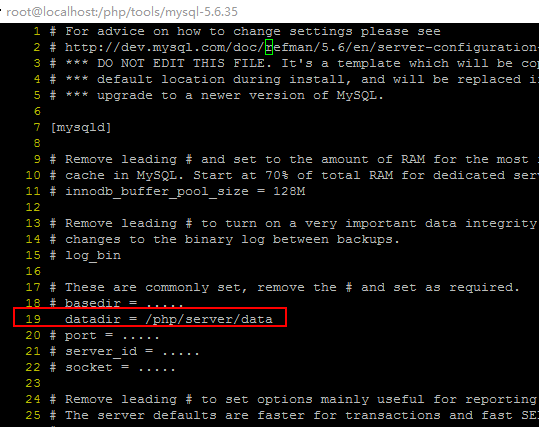 root@localhost:/php/tools/mysql-5.6.35
1 # For advice on how to change settings please see
2 # http://dev.mysql.com/doc/refman/5.6/en/server-configuration-
3 # *** DO NOT EDIT THIS FILE. It's a template which will be cop
4 # *** default location during install, and will be replaced i
5 # *** upgrade to a newer version of MySQL.
6
7 [mysqld]
8
9 # Remove leading # and set to the amount of RAM for the most i
10 # cache in MySQL. Start at 70% of total RAM for dedicated serv
11 # innodb_buffer_pool_size = 128M
12
13 # Remove leading # to turn on a very important data integrity
14 # changes to the binary log between backups.
15 # log_bin
16
17 # These are commonly set, remove the # and set as required.
18 # basedir = .....
19 datadir = /php/server/data
20 # port = .....
21 # server_id = .....
22 # socket = .....
23
24 # Remove leading # to set options mainly useful for reporting
25 # The server defaults are faster for transactions and fast SE